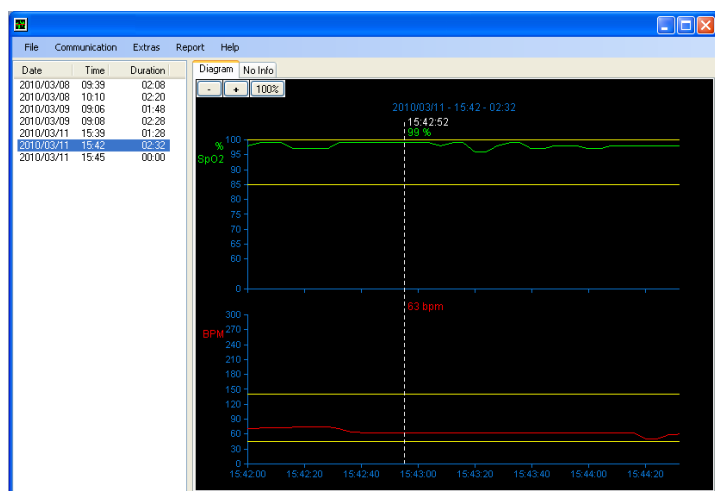 File Communication Extras Report Help
Date Time Duration
2010/03/08 09:39 02:08
2010/03/08 10:10 02:20
2010/03/09 09:06 01:48
2010/03/09 09:08 02:28
2010/03/11 15:39 01:28
2010/03/11 15:42 02:32
2010/03/11 15:45 00:00
Diagram No Info
- + 100%
2010/03/11 - 15:42 - 02:32
15:42:52
99 %
% SpO2
100
95
90
85
80
75
70
65
60
0
63 bpm
BPM
300
270
240
210
180
150
120
90
60
30
0
15:42:00 15:42:20 15:42:40 15:43:00 15:43:20 15:43:40 15:44:00 15:44:20